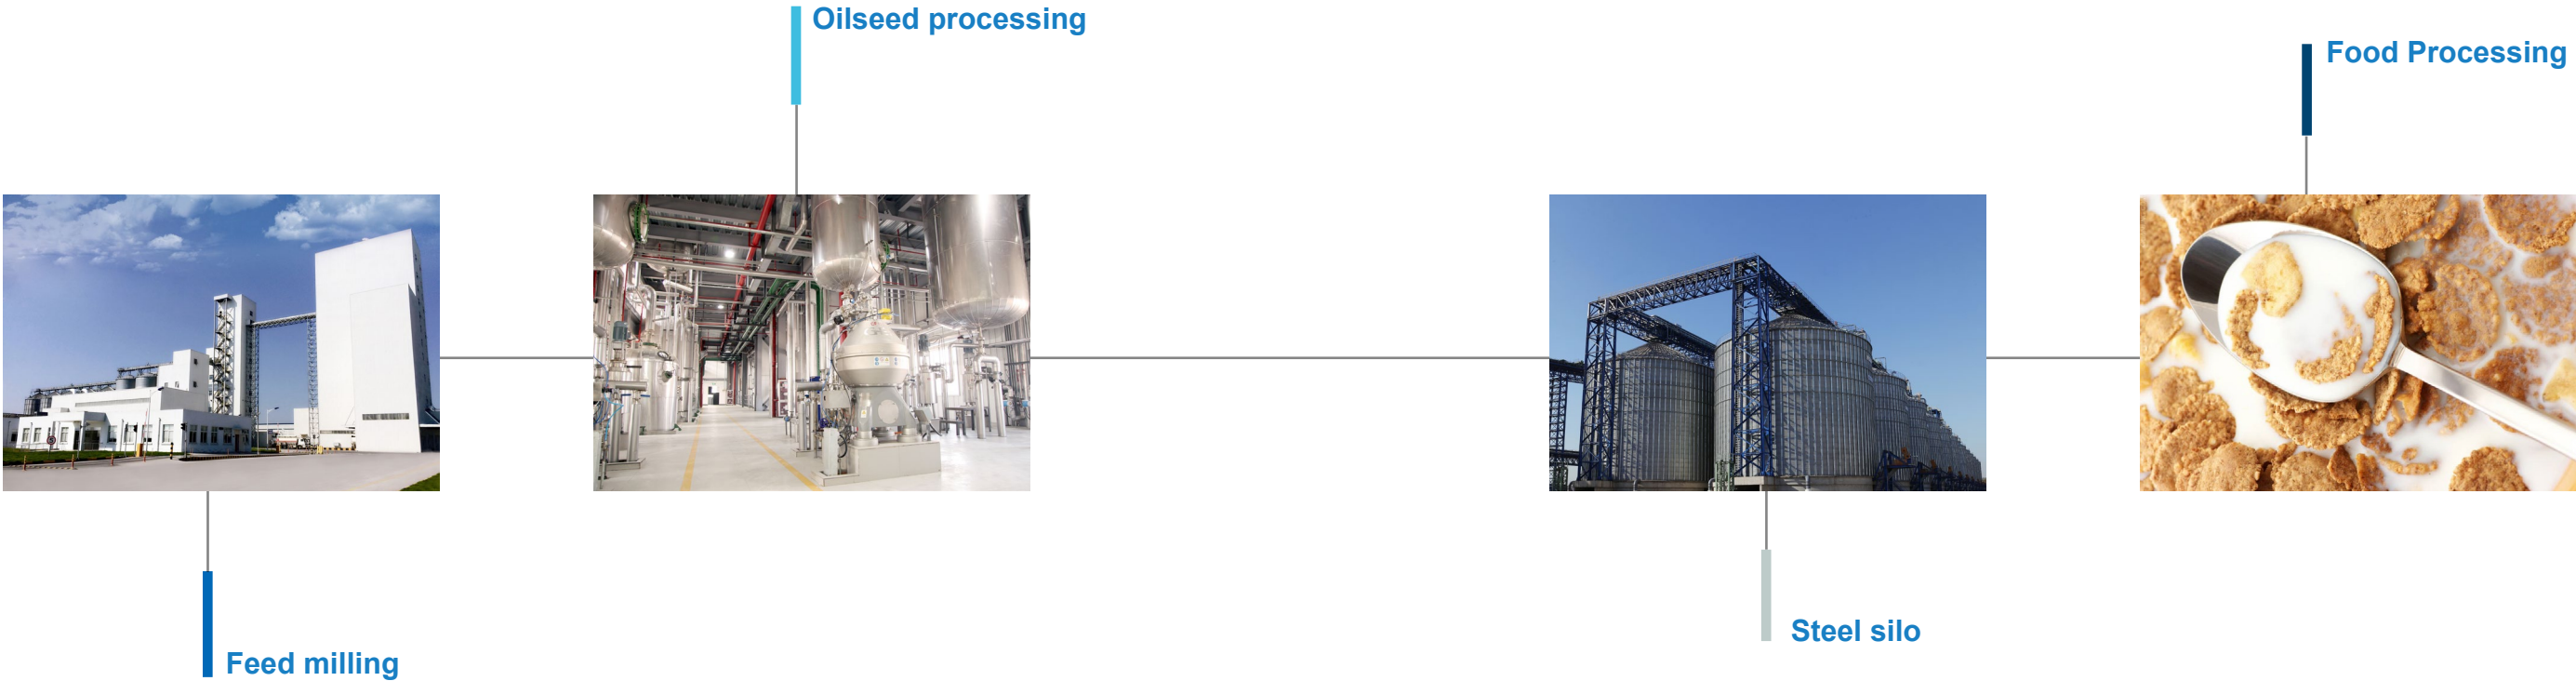 Oilseed processing
Food Processing
Steel silo
Feed milling